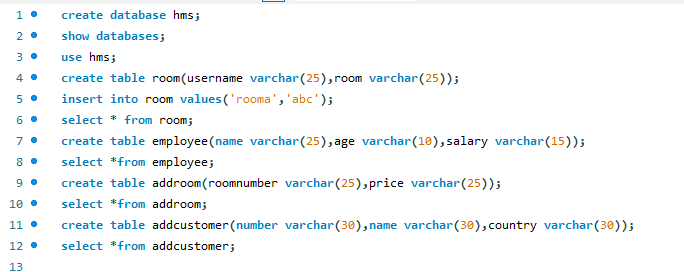 1 create database hms;
2 show databases;
3 use hms;
4 create table room(username varchar(25),room varchar(25));
5 insert into room values('rooma','abc');
6 select * from room;
7 create table employee(name varchar(25),age varchar(10),salary varchar(15));
8 select *from employee;
9 create table addroom(roomnumber varchar(25),price varchar(25));
10 select *from addroom;
11 create table addcustomer(number varchar(30),name varchar(30),country varchar(30));
12 select *from addcustomer;
13